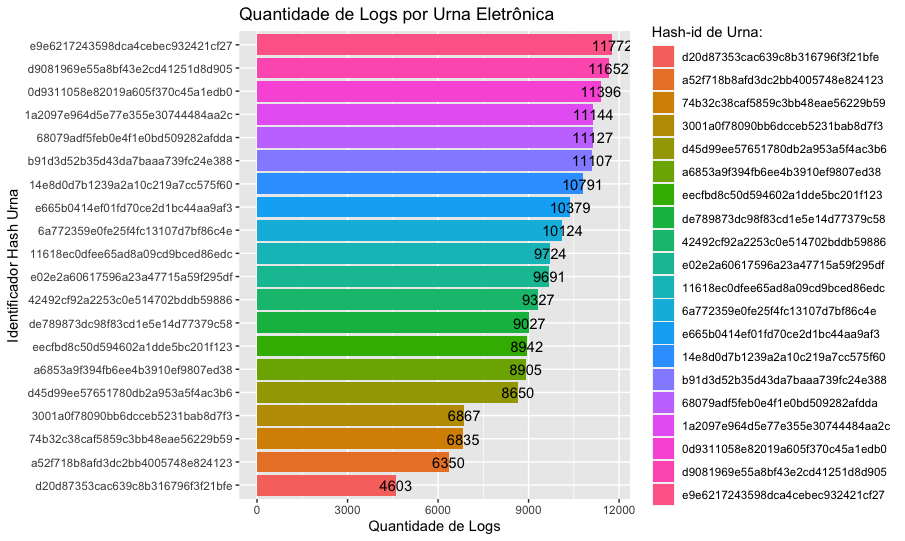 Quantidade de Logs por Urna Eletrônica
Identificador Hash Urna
e9e6217243598dca4cebec932421cf27 11772
d9081969e55a8bf43e2cd41251d8d905 11652
0d9311058e82019a605f370c45a1edb0 11396
1a2097e964d5e77e355e30744484aa2c 11144
68079adf5feb0e4f1e0bd509282afdda 11127
b91d3d52b35d43da7baaa739fc24e388 11107
14e8d0d7b1239a2a10c219a7cc575f60 10791
e665b0414ef01fd70ce2d1bc44aa9af3 10379
6a772359e0fe25f4fc13107d7bf86c4e 10124
11618ec0dfee65ad8a09cd9bced86edc 9724
e02e2a60617596a23a47715a59f295df 9691
42492cf92a2253c0e514702bddb59886 9327
de789873dc98f83cd1e5e14d77379c58 9027
eecfbd8c50d594602a1dde5bc201f123 8942
a6853a9f394fb6ee4b3910ef9807ed38 8905
d45d99ee57651780db2a953a5f4ac3b6 8650
3001a0f78090bb6dcceb5231bab8d7f3 6867
74b32c38caf5859c3bb48eae56229b59 6835
a52f718b8afd3dc2bb4005748e824123 6350
d20d87353cac639c8b316796f3f21bfe 4603
0 3000 6000 9000 12000
Quantidade de Logs
Hash-id de Urna:
d20d87353cac639c8b316796f3f21bfe
a52f718b8afd3dc2bb4005748e824123
74b32c38caf5859c3bb48eae56229b59
3001a0f78090bb6dcceb5231bab8d7f3
d45d99ee57651780db2a953a5f4ac3b6
a6853a9f394fb6ee4b3910ef9807ed38
eecfbd8c50d594602a1dde5bc201f123
de789873dc98f83cd1e5e14d77379c58
42492cf92a2253c0e514702bddb59886
e02e2a60617596a23a47715a59f295df
11618ec0dfee65ad8a09cd9bced86edc
6a772359e0fe25f4fc13107d7bf86c4e
e665b0414ef01fd70ce2d1bc44aa9af3
14e8d0d7b1239a2a10c219a7cc575f60
b91d3d52b35d43da7baaa739fc24e388
68079adf5feb0e4f1e0bd509282afdda
1a2097e964d5e77e355e30744484aa2c
0d9311058e82019a605f370c45a1edb0
d9081969e55a8bf43e2cd41251d8d905
e9e6217243598dca4cebec932421cf27